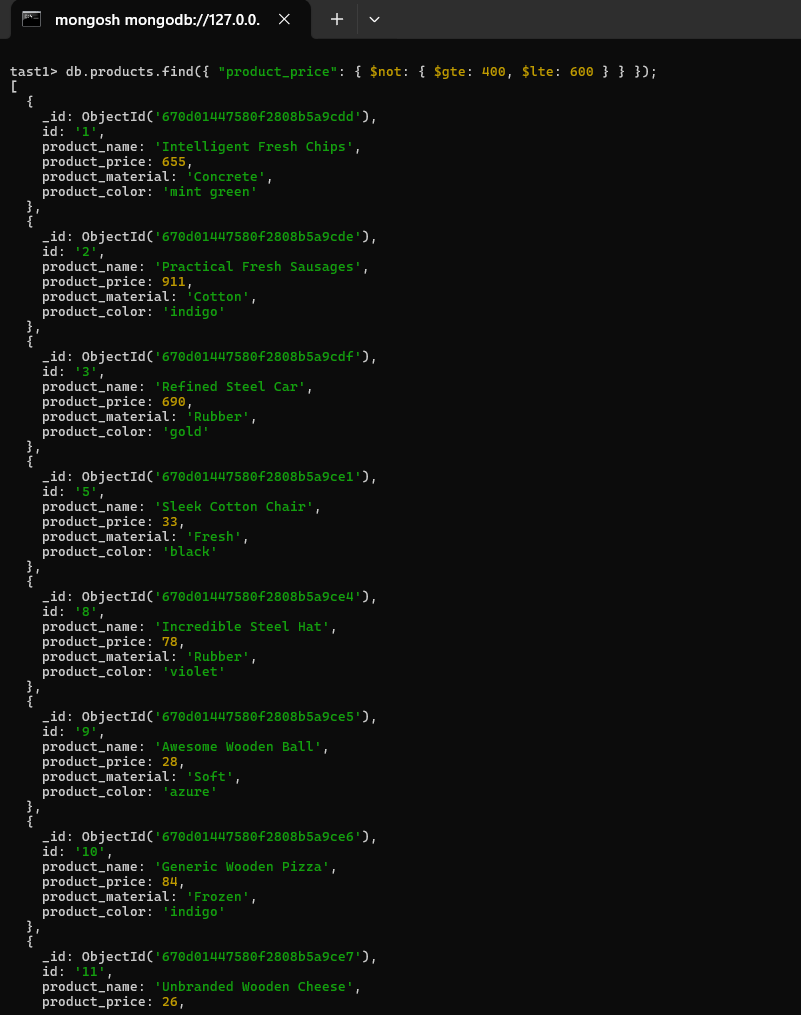 mongosh mongodb://127.0.0.
tast1> db.products.find({ "product_price": { $not: { $gte: 400, $lte: 600 } } });
[
  {
    _id: ObjectId('670d01447580f2808b5a9cdd'),
    id: '1',
    product_name: 'Intelligent Fresh Chips',
    product_price: 655,
    product_material: 'Concrete',
    product_color: 'mint green'
  },
  {
    _id: ObjectId('670d01447580f2808b5a9cde'),
    id: '2',
    product_name: 'Practical Fresh Sausages',
    product_price: 911,
    product_material: 'Cotton',
    product_color: 'indigo'
  },
  {
    _id: ObjectId('670d01447580f2808b5a9cdf'),
    id: '3',
    product_name: 'Refined Steel Car',
    product_price: 690,
    product_material: 'Rubber',
    product_color: 'gold'
  },
  {
    _id: ObjectId('670d01447580f2808b5a9ce1'),
    id: '5',
    product_name: 'Sleek Cotton Chair',
    product_price: 33,
    product_material: 'Fresh',
    product_color: 'black'
  },
  {
    _id: ObjectId('670d01447580f2808b5a9ce4'),
    id: '8',
    product_name: 'Incredible Steel Hat',
    product_price: 78,
    product_material: 'Rubber',
    product_color: 'violet'
  },
  {
    _id: ObjectId('670d01447580f2808b5a9ce5'),
    id: '9',
    product_name: 'Awesome Wooden Ball',
    product_price: 28,
    product_material: 'Soft',
    product_color: 'azure'
  },
  {
    _id: ObjectId('670d01447580f2808b5a9ce6'),
    id: '10',
    product_name: 'Generic Wooden Pizza',
    product_price: 84,
    product_material: 'Frozen',
    product_color: 'indigo'
  },
  {
    _id: ObjectId('670d01447580f2808b5a9ce7'),
    id: '11',
    product_name: 'Unbranded Wooden Cheese',
    product_price: 26,